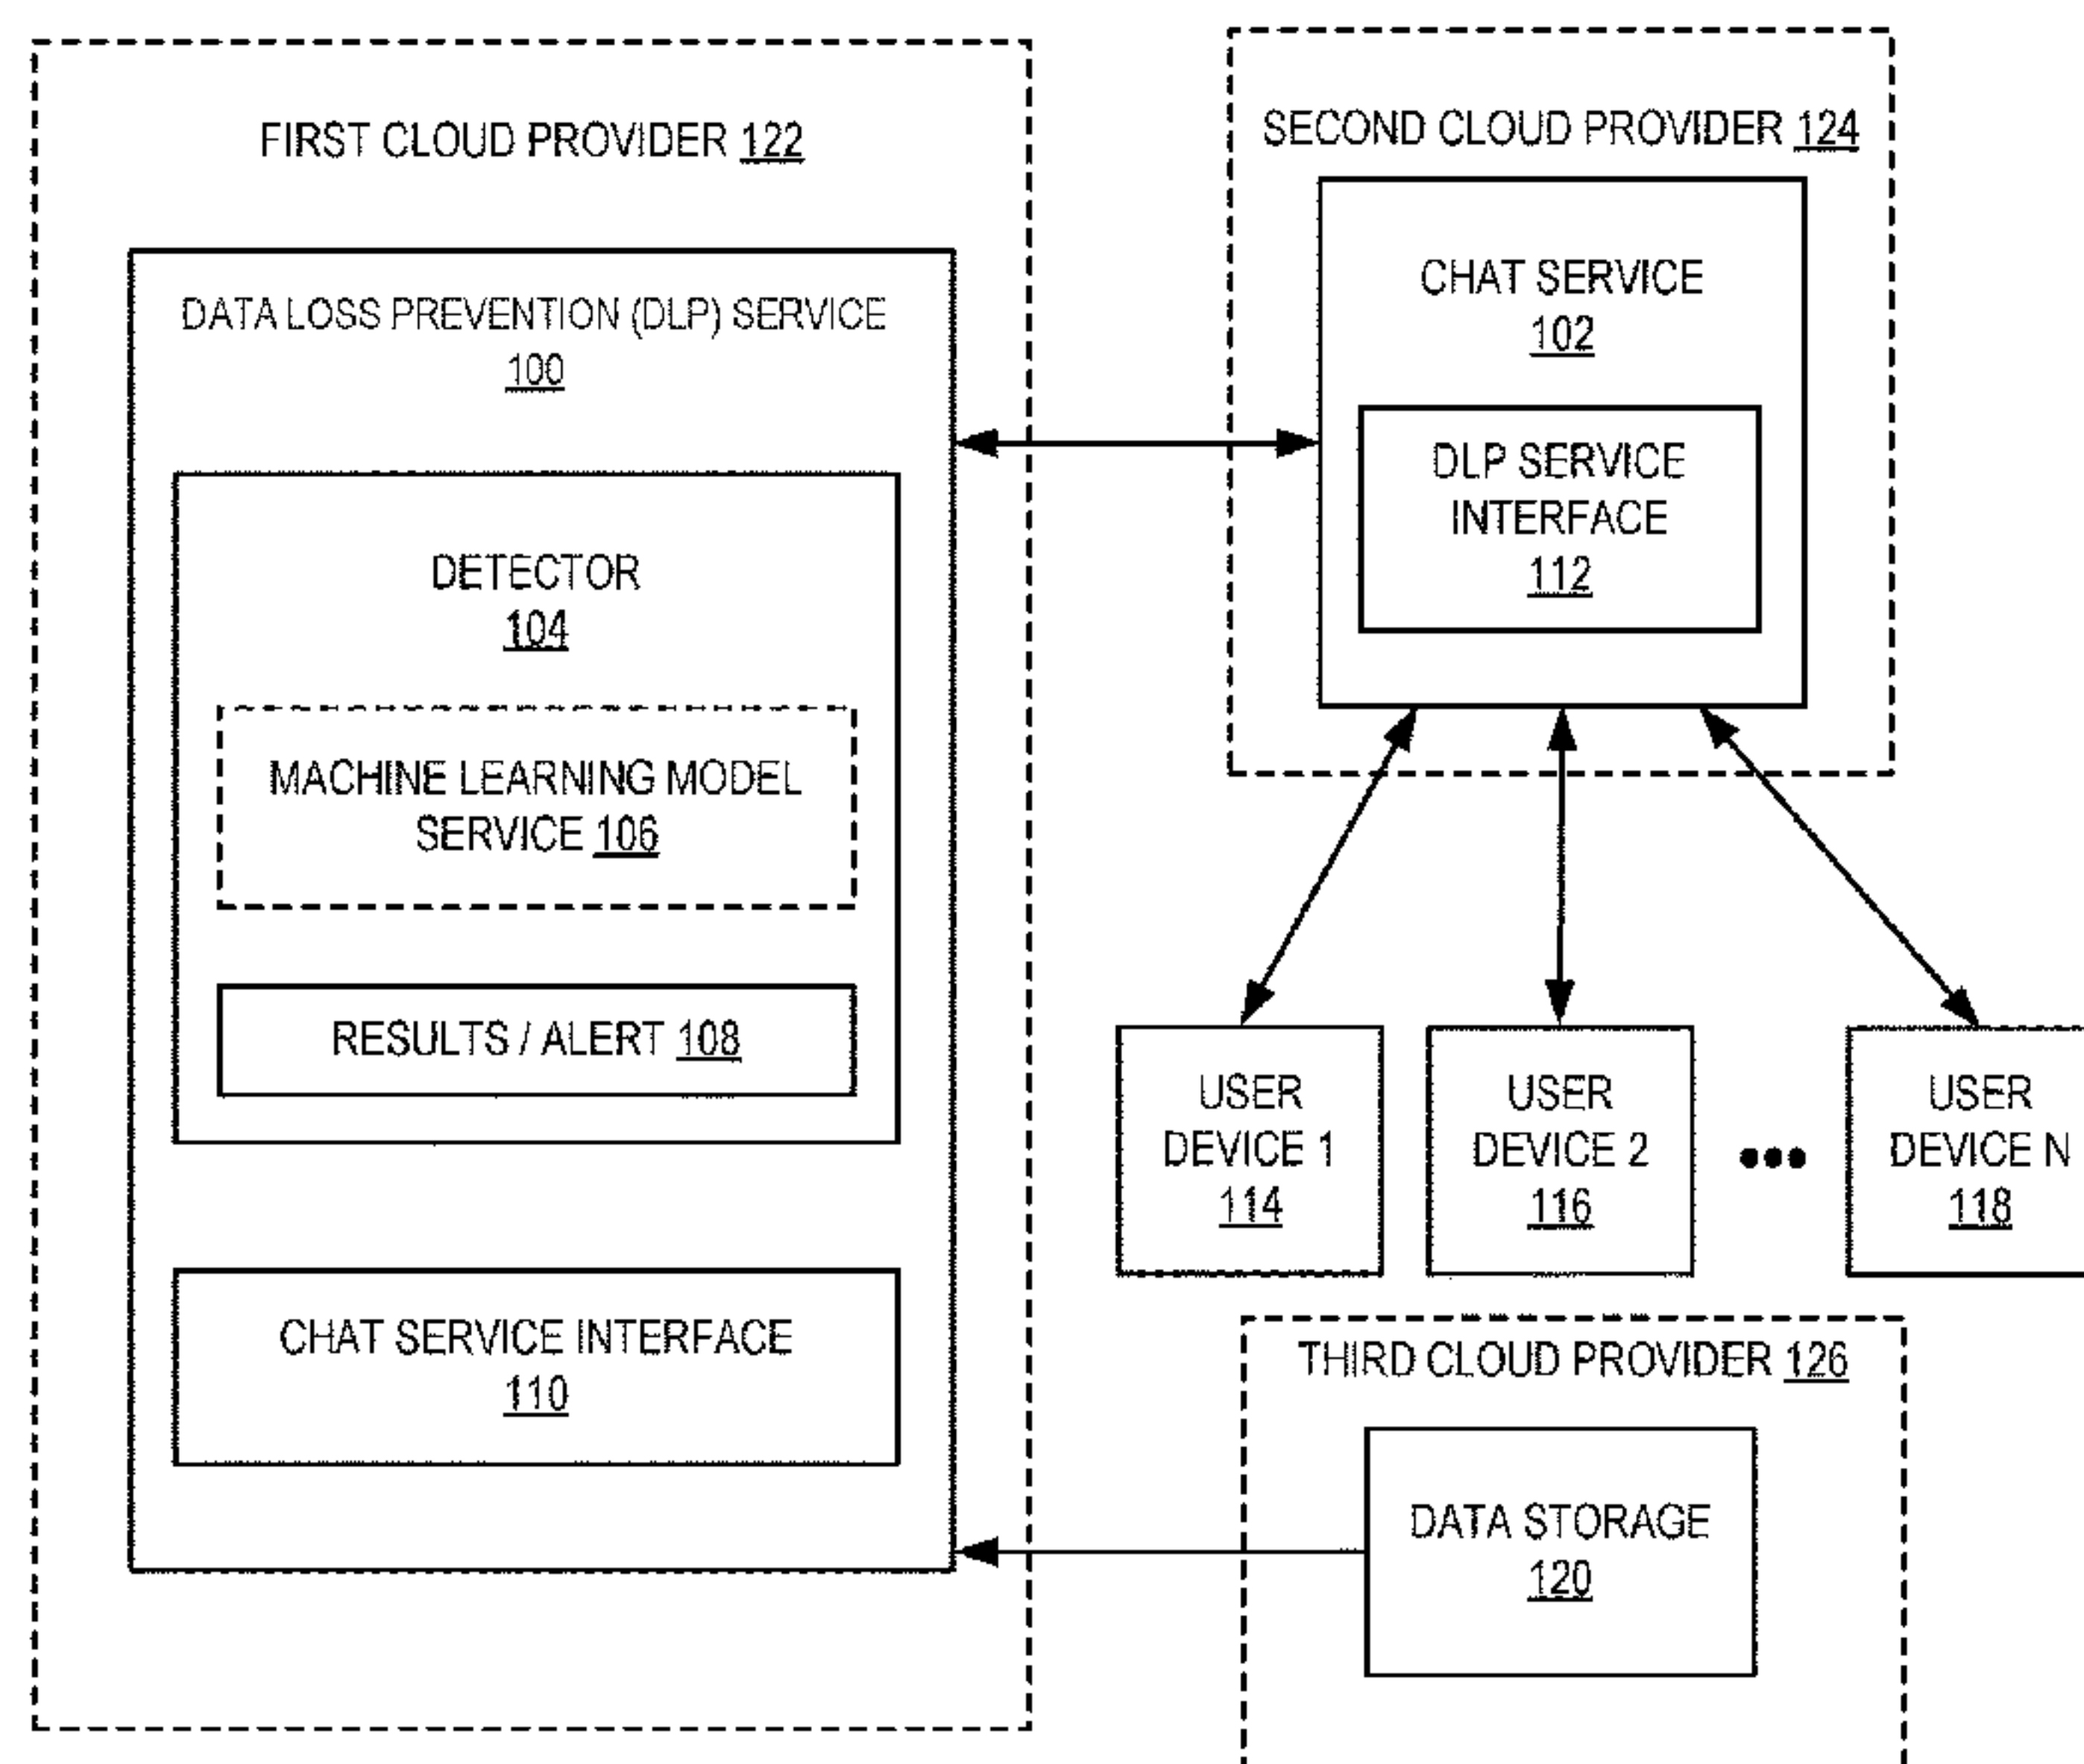 FIRST CLOUD PROVIDER 122
DATA LOSS PREVENTION (DLP) SERVICE
100
DETECTOR
104
MACHINE LEARNING MODEL
SERVICE 106
RESULTS / ALERT 108
CHAT SERVICE INTERFACE
110
SECOND CLOUD PROVIDER 124
CHAT SERVICE
102
DLP SERVICE
INTERFACE
112
USER
DEVICE 1
114
USER
DEVICE 2
116
•••
USER
DEVICE N
118
THIRD CLOUD PROVIDER 126
DATA STORAGE
120